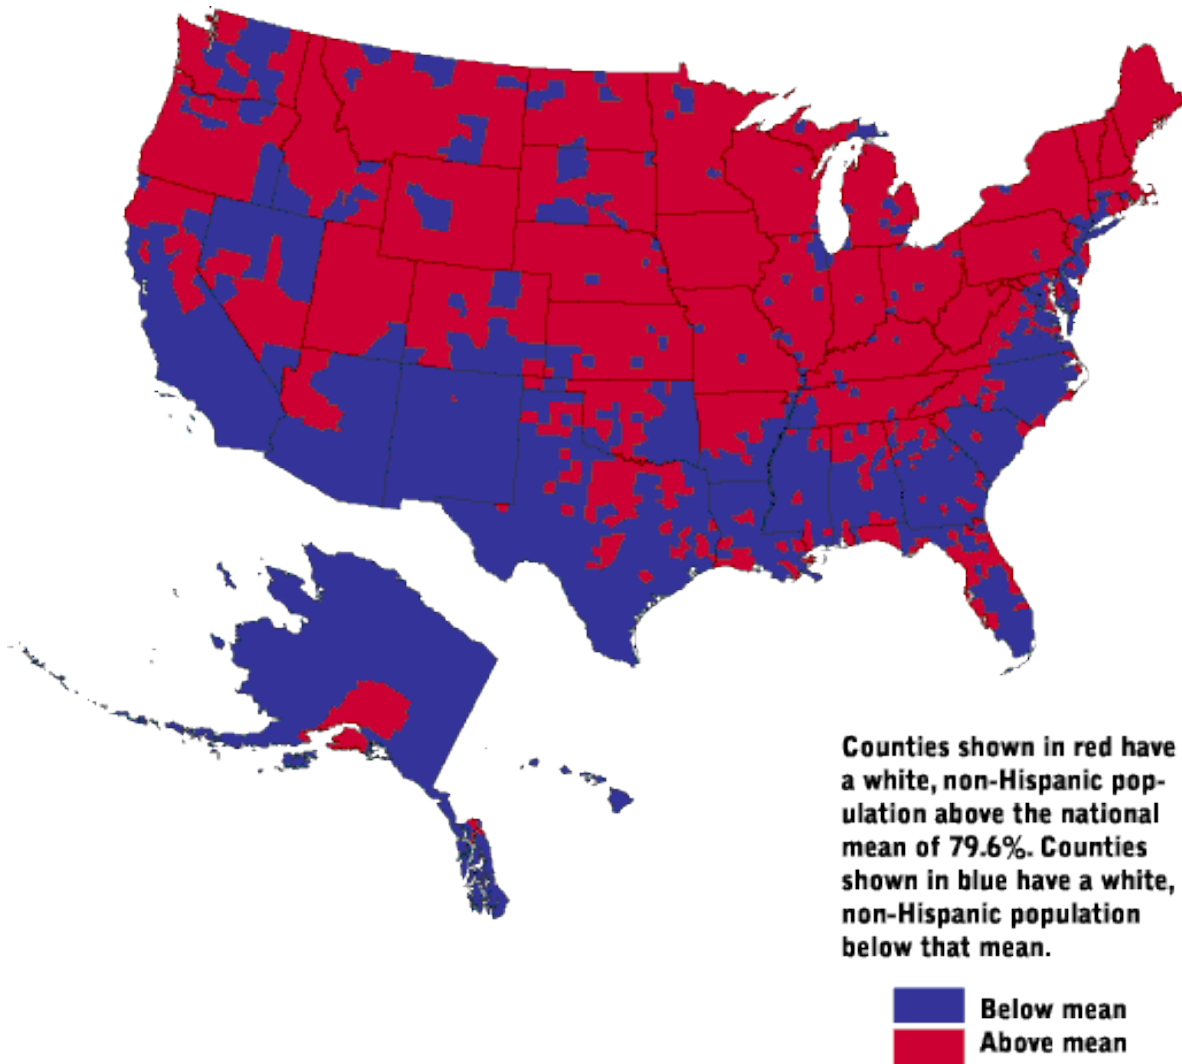 Counties shown in red have
a white, non-Hispanic pop-
ulation above the national
mean of 79.6%. Counties
shown in blue have a white,
non-Hispanic population
below that mean.
Below mean
Above mean